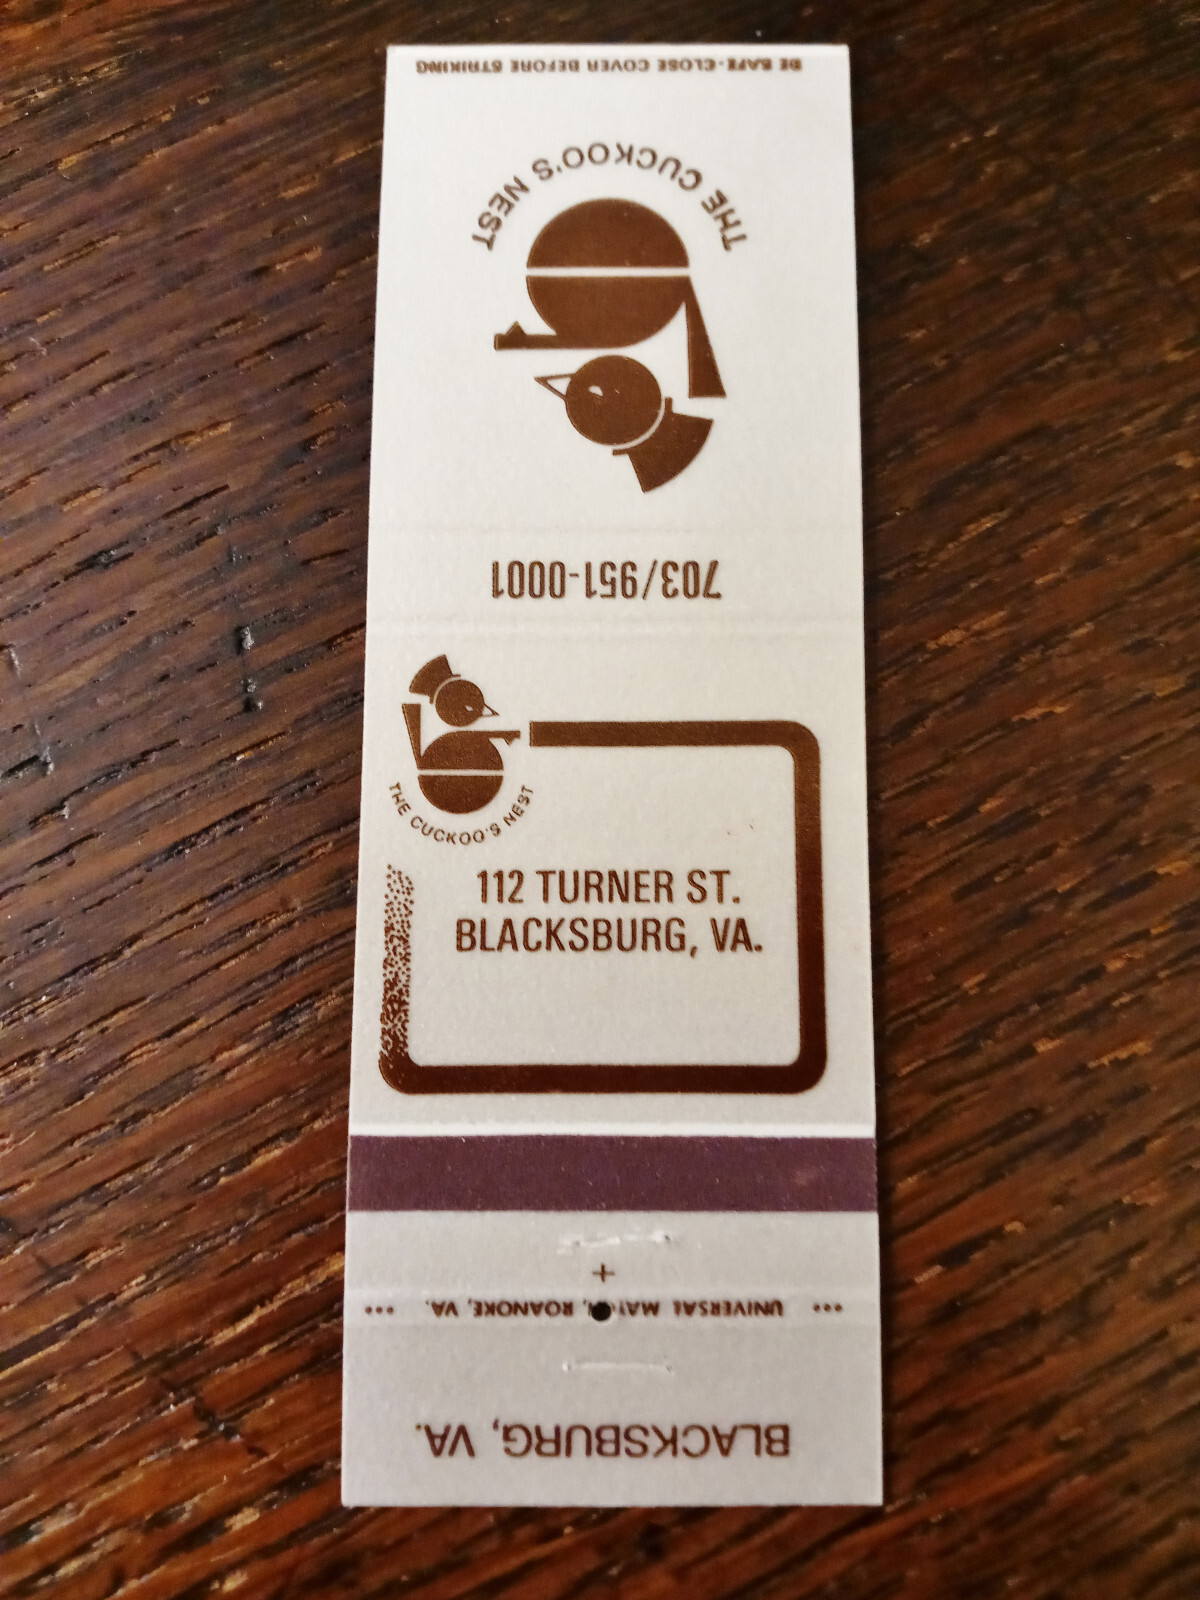 BE SAFE-CLOSE COVER BEFORE STRIKING
THE CUCKOO'S NEST
703/951-0001
THE CUCKOO'S NEST
112 TURNER ST.
BLACKSBURG, VA.
+
••• UNIVERSAL MATCH, ROANOKE, VA. •••
BLACKSBURG, VA.